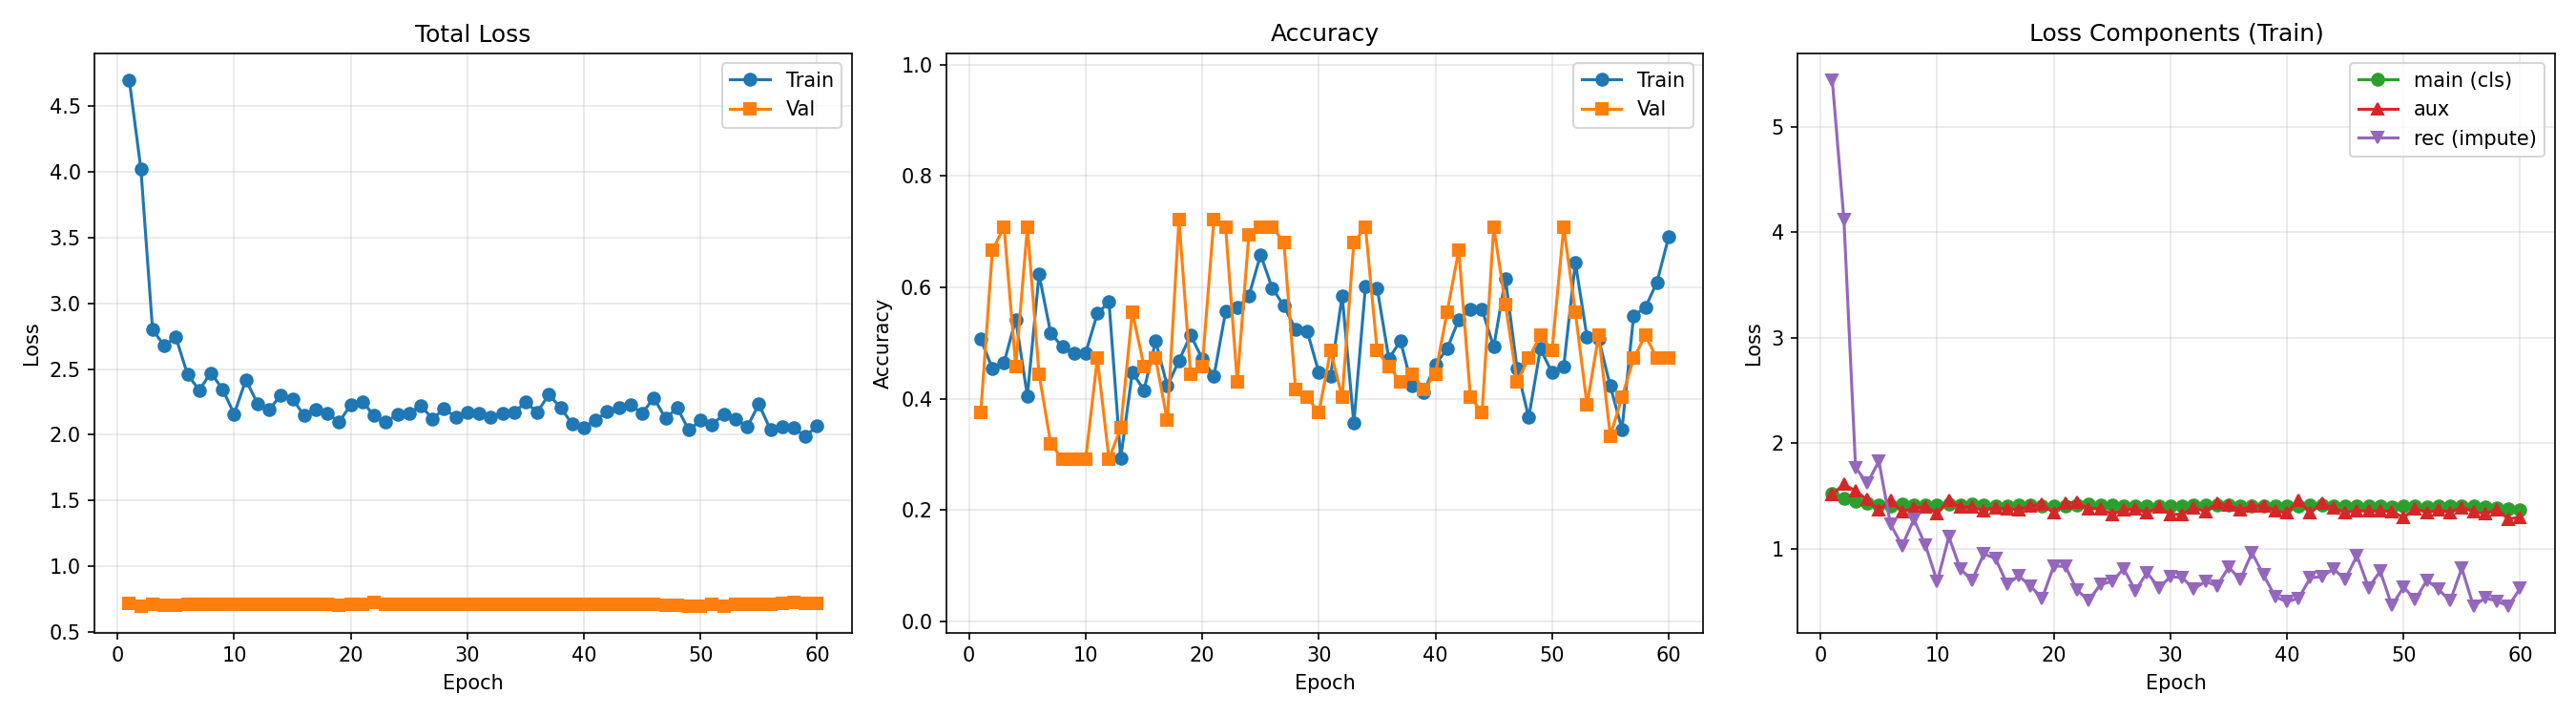 Total Loss
Train
Val
4.5
4.0
3.5
3.0
2.5
2.0
1.5
1.0
0.5
Loss
0 10 20 30 40 50 60
Epoch
Accuracy
Train
Val
1.0
0.8
0.6
0.4
0.2
0.0
Accuracy
0 10 20 30 40 50 60
Epoch
Loss Components (Train)
main (cls)
aux
rec (impute)
5
4
3
2
1
Loss
0 10 20 30 40 50 60
Epoch